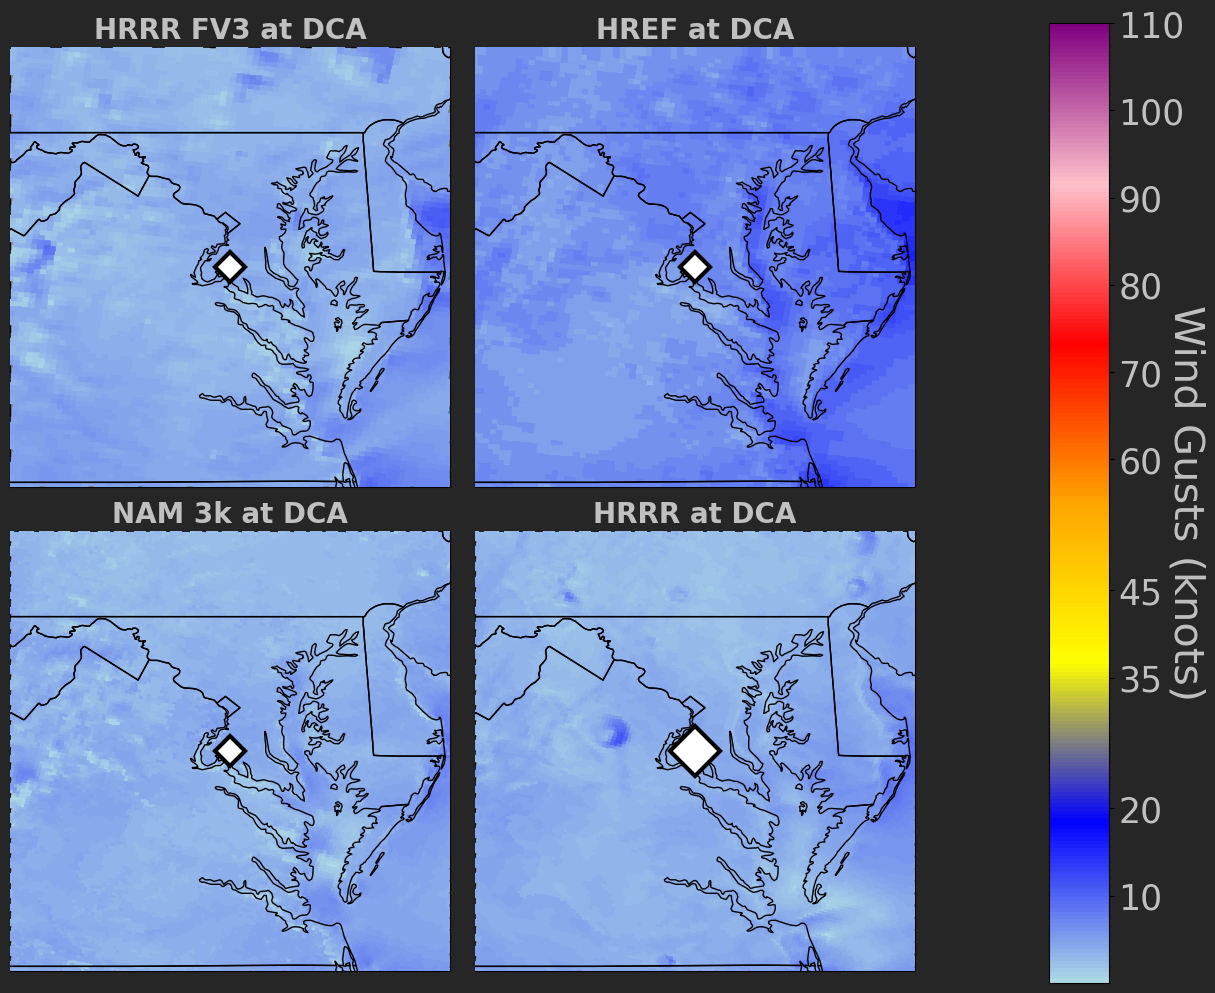 HRRR FV3 at DCA
HREF at DCA
NAM 3k at DCA
HRRR at DCA
110
100
90
80
70
60
45
35
20
10
Wind Gusts (knots)